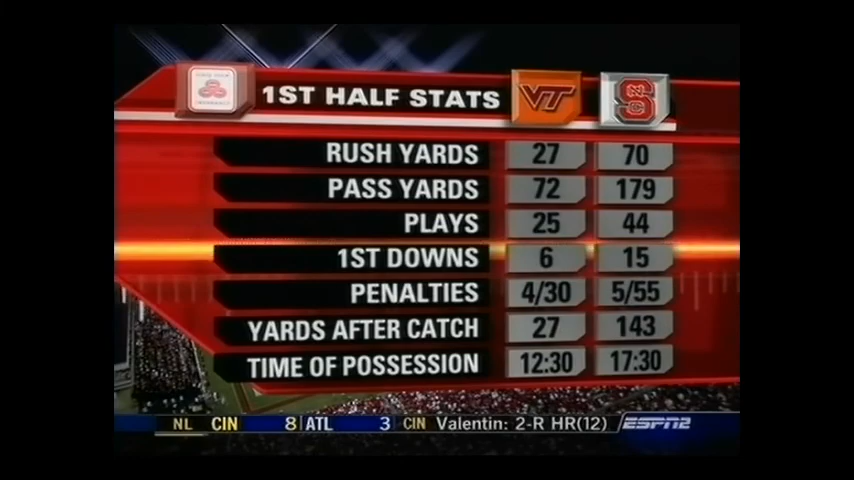 1ST HALF STATS VT NC S
RUSH YARDS 27 70
PASS YARDS 72 179
PLAYS 25 44
1ST DOWNS 6 15
PENALTIES 4/30 5/55
YARDS AFTER CATCH 27 143
TIME OF POSSESSION 12:30 17:30
NL CIN 8 ATL 3 CIN Valentin: 2-R HR(12) ESPN2